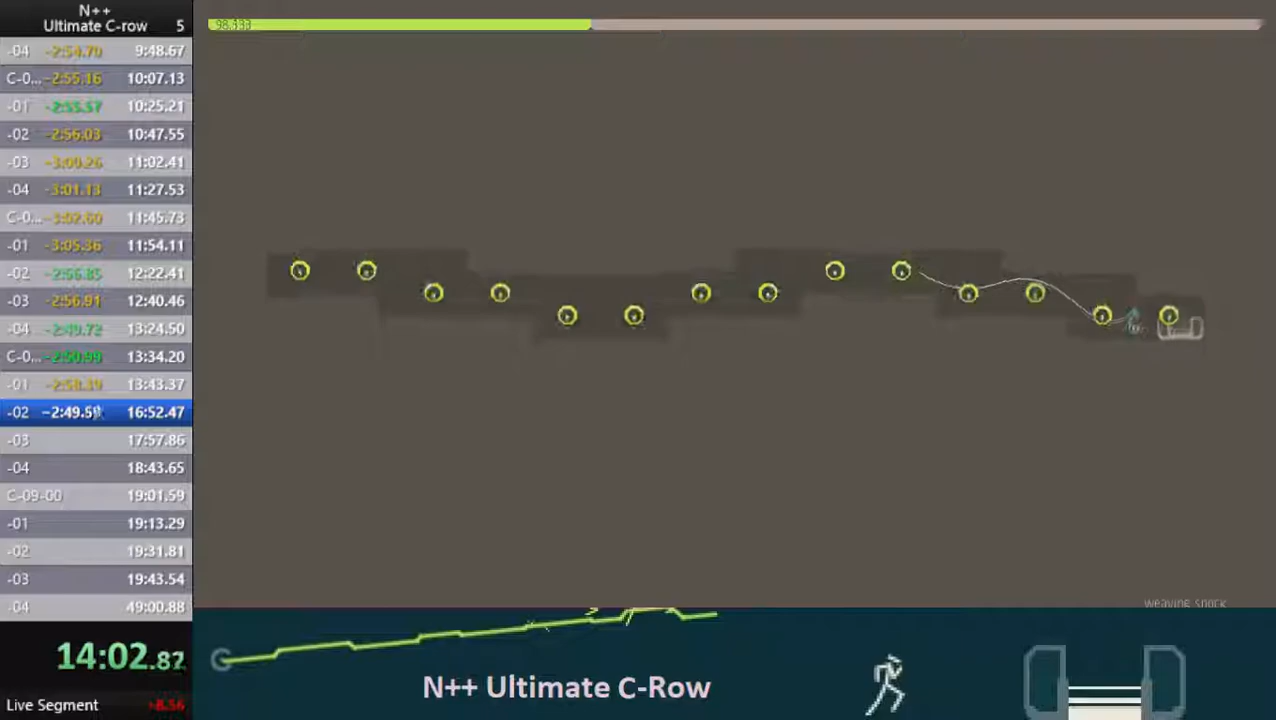 N++
Ultimate C-row 5
-04 -2:54.70 9:48.67
C-0... -2:55.16 10:07.13
-01 -2:55.57 10:25.21
-02 -2:56.03 10:47.55
-03 -3:00.26 11:02.41
-04 -3:01.13 11:27.53
C-0... -3:02.60 11:45.73
-01 -3:05.36 11:54.11
-02 -2:56.85 12:22.41
-03 -2:56.91 12:40.46
-04 -2:49.72 13:24.50
C-0... -2:50.99 13:34.20
-01 -2:58.39 13:43.37
-02 16:52.47
-03 17:57.86
-04 18:43.65
C-09-00 19:01.59
-01 19:13.29
-02 19:31.81
-03 19:43.54
-04 49:00.88
14:02.87
Live Segment +8.56
98.133
weaving spock
N++ Ultimate C-Row